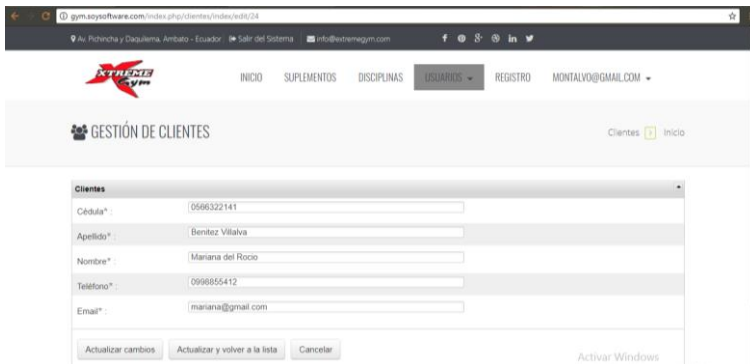 gym.soysoftware.com/index.php/clientes/index/edit/24
Av. Pichincha y Daquilema. Ambato - Ecuador. Salir del Sistema info@extremegym.com
XTREME
Gym
INICIO SUPLEMENTOS DISCIPLINAS USUARIOS REGISTRO MONTALVO@GMAIL.COM
GESTIÓN DE CLIENTES
Clientes Inicio
Clientes
Cédula* : 0566322141
Apellido* : Benitez Villalva
Nombre* : Mariana del Rocio
Teléfono* : 0998855412
Email* : mariana@gmail.com
Actualizar cambios Actualizar y volver a la lista Cancelar
Activar Windows